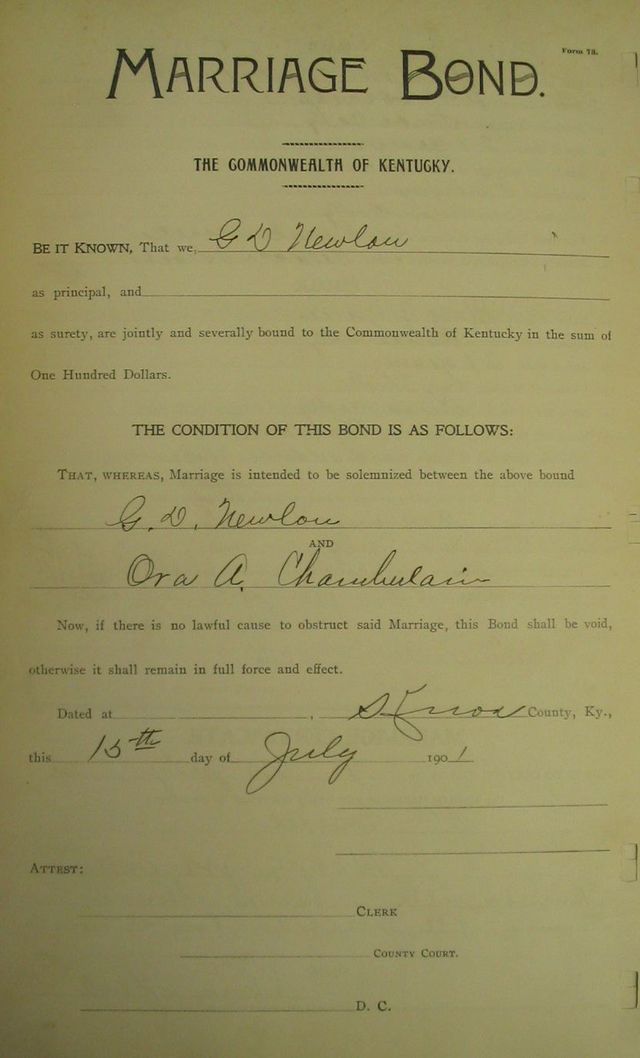 Form 73.
MARRIAGE BOND.
THE COMMONWEALTH OF KENTUCKY.
BE IT KNOWN, That we, G D Newlon
as principal, and
as surety, are jointly and severally bound to the Commonwealth of Kentucky in the sum of
One Hundred Dollars.
THE CONDITION OF THIS BOND IS AS FOLLOWS:
THAT, WHEREAS, Marriage is intended to be solemnized between the above bound
G. D. Newlon
AND
Ora A. Chamberlain
Now, if there is no lawful cause to obstruct said Marriage, this Bond shall be void,
otherwise it shall remain in full force and effect.
Dated at , County, Ky.,
this 15th day of July 1901
ATTEST:
CLERK
COUNTY COURT.
D. C.